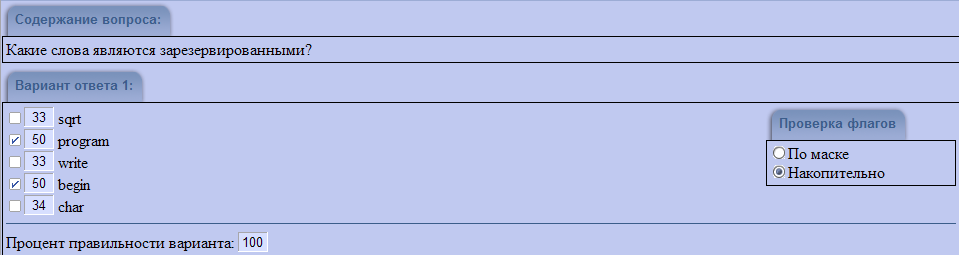 Содержание вопроса:
Какие слова являются зарезервированными?
Вариант ответа 1:
33 sqrt
50 program
33 write
50 begin
34 char
Проверка флагов
По маске
Накопительно
Процент правильности варианта: 100